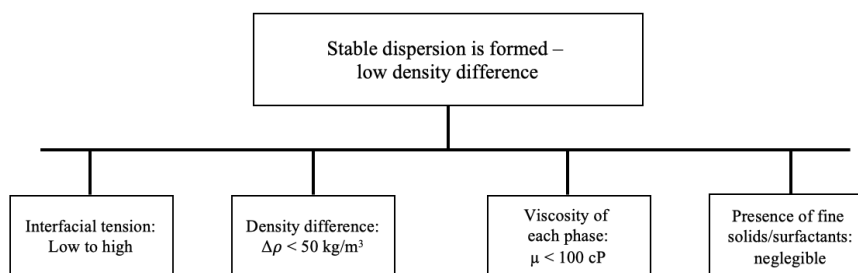 Stable dispersion is formed –
low density difference
Interfacial tension:
Low to high
Density difference:
Δρ < 50 kg/m³
Viscosity of
each phase:
μ < 100 cP
Presence of fine
solids/surfactants:
neglegible